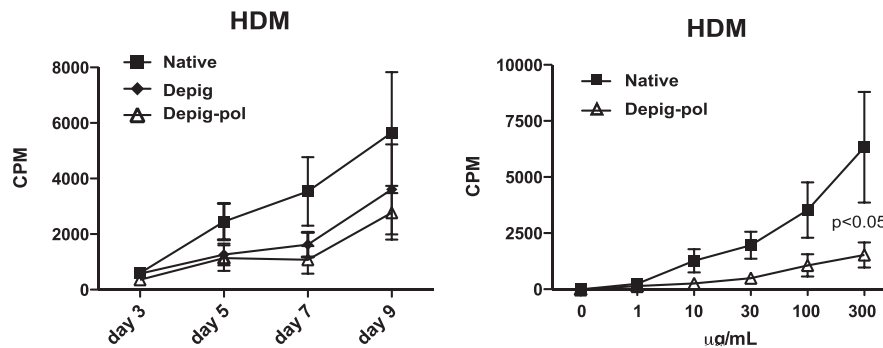 HDM
Native
Depig
Depig-pol
CPM
8000
6000
4000
2000
0
day 3
day 5
day 7
day 9
HDM
Native
Depig-pol
CPM
10000
7500
5000
2500
0
p<0.05
0
1
10
30
100
300
µg/mL